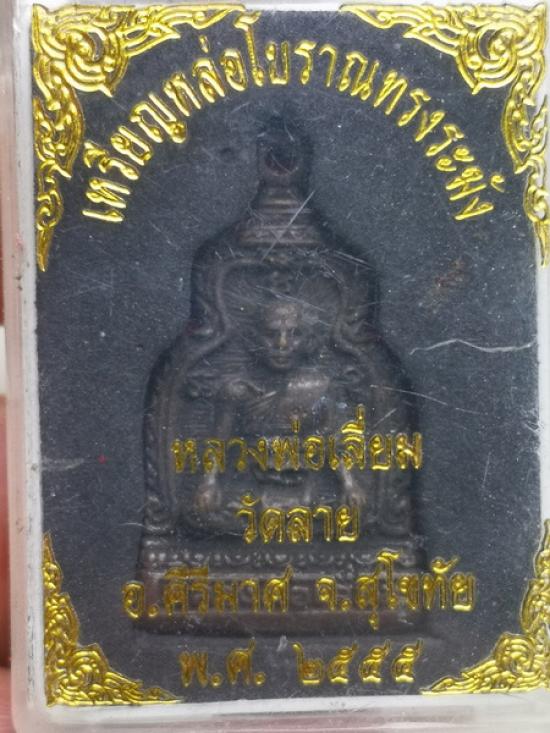 เหรียญหล่อโบราณทรงระฆัง
หลวงพ่อเลี่ยม
วัดลาย
อ.คีรีมาศ จ.สุโขทัย
พ.ศ. ๒๕๕๕